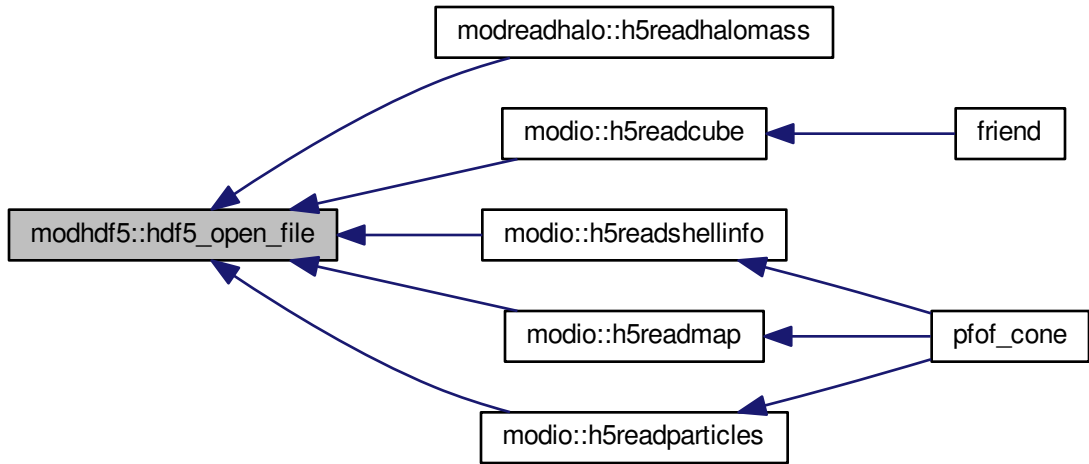 modreadhalo::h5readhalomass
modio::h5readcube
friend
modhdf5::hdf5_open_file
modio::h5readshellinfo
modio::h5readmap
pfof_cone
modio::h5readparticles